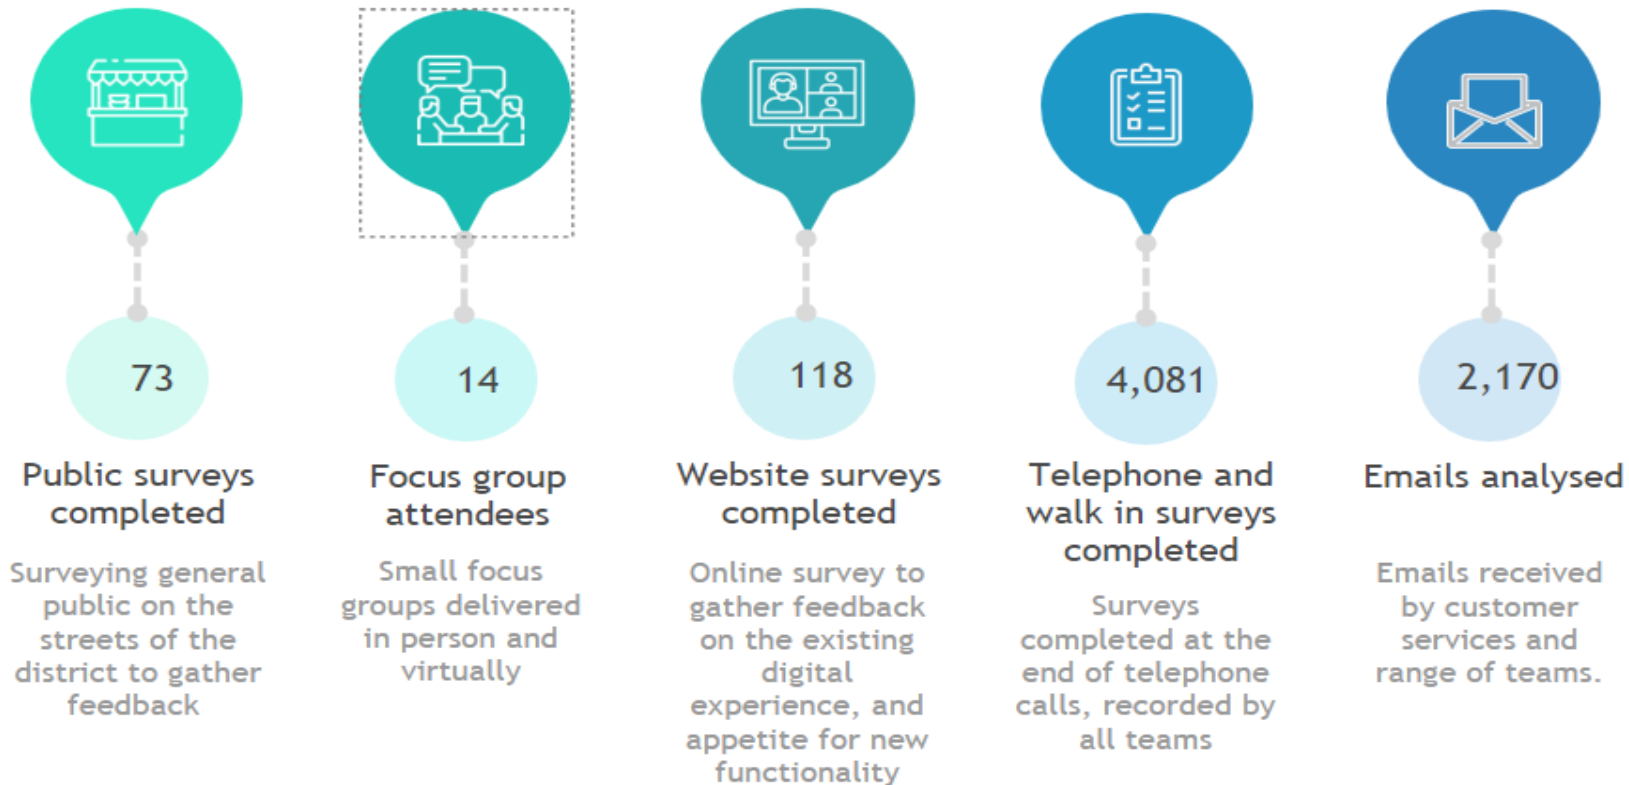 73
Public surveys
completed
Surveying general
public on the
streets of the
district to gather
feedback
14
Focus group
attendees
Small focus
groups delivered
in person and
virtually
118
Website surveys
completed
Online survey to
gather feedback
on the existing
digital
experience, and
appetite for new
functionality
4,081
Telephone and
walk in surveys
completed
Surveys
completed at the
end of telephone
calls, recorded by
all teams
2,170
Emails analysed
Emails received
by customer
services and
range of teams.